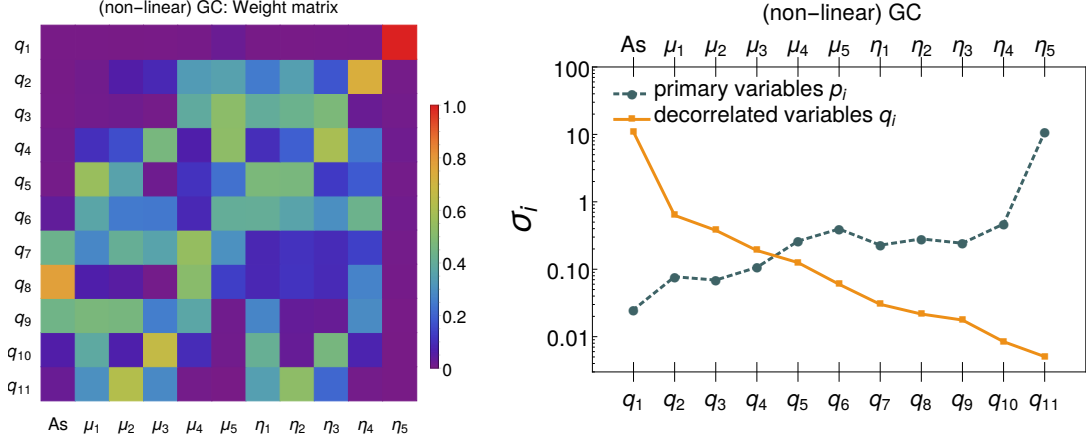 (non−linear) GC: Weight matrix
q1
q2
q3
q4
q5
q6
q7
q8
q9
q10
q11
As μ1 μ2 μ3 μ4 μ5 η1 η2 η3 η4 η5
1.0
0.8
0.6
0.4
0.2
0
(non−linear) GC
As μ1 μ2 μ3 μ4 μ5 η1 η2 η3 η4 η5
primary variables pi
decorrelated variables qi
100
10
1
0.10
0.01
σi
q1 q2 q3 q4 q5 q6 q7 q8 q9 q10 q11